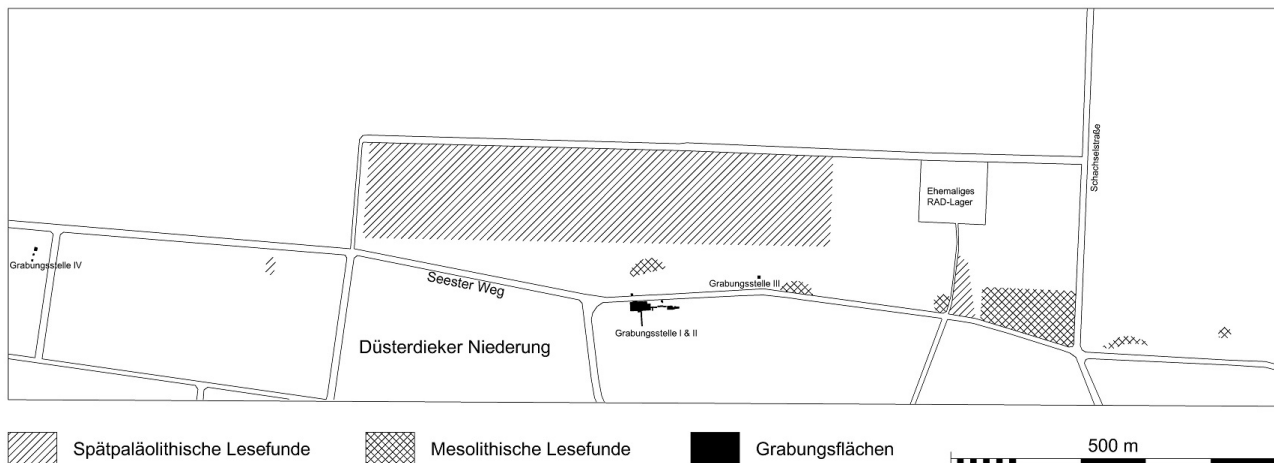 Schachselstraße
Ehemaliges
RAD-Lager
Grabungsstelle IV
Seester Weg
Grabungsstelle III
Grabungsstelle I & II
Düsterdieker Niederung
Spätpaläolithische Lesefunde
Mesolithische Lesefunde
Grabungsflächen
500 m